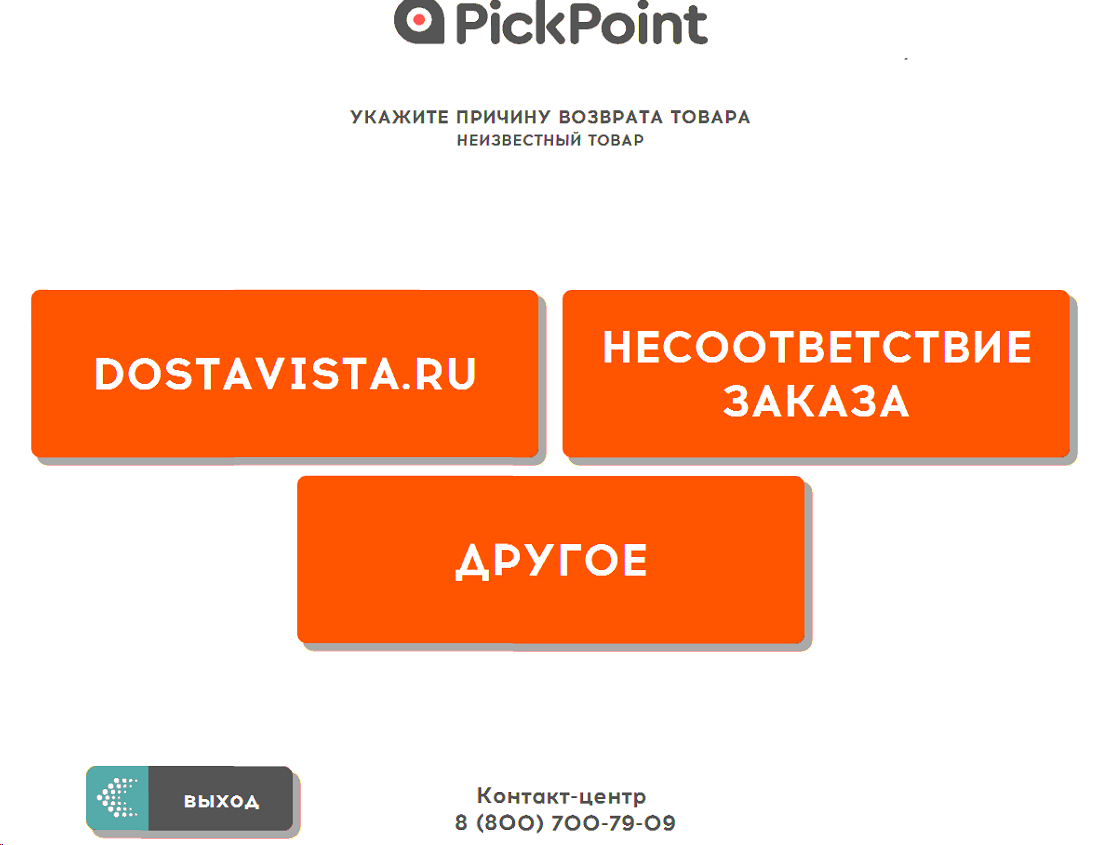 PickPoint
УКАЖИТЕ ПРИЧИНУ ВОЗВРАТА ТОВАРА
НЕИЗВЕСТНЫЙ ТОВАР
DOSTAVISTA.RU
НЕСООТВЕТСТВИЕ
ЗАКАЗА
ДРУГОЕ
ВЫХОД
Контакт-центр
8 (800) 700-79-09